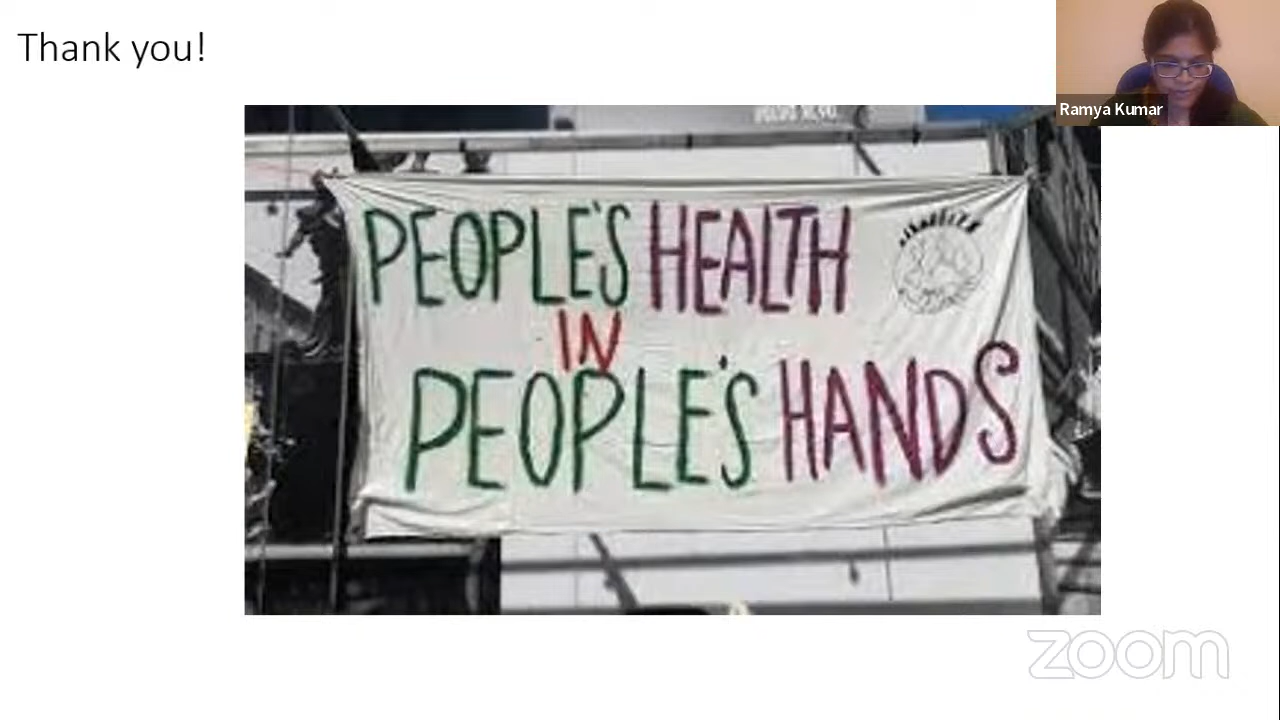 Thank you!
Ramya Kumar
PEOPLE'S HEALTH
IN
PEOPLE'S HANDS
zoom